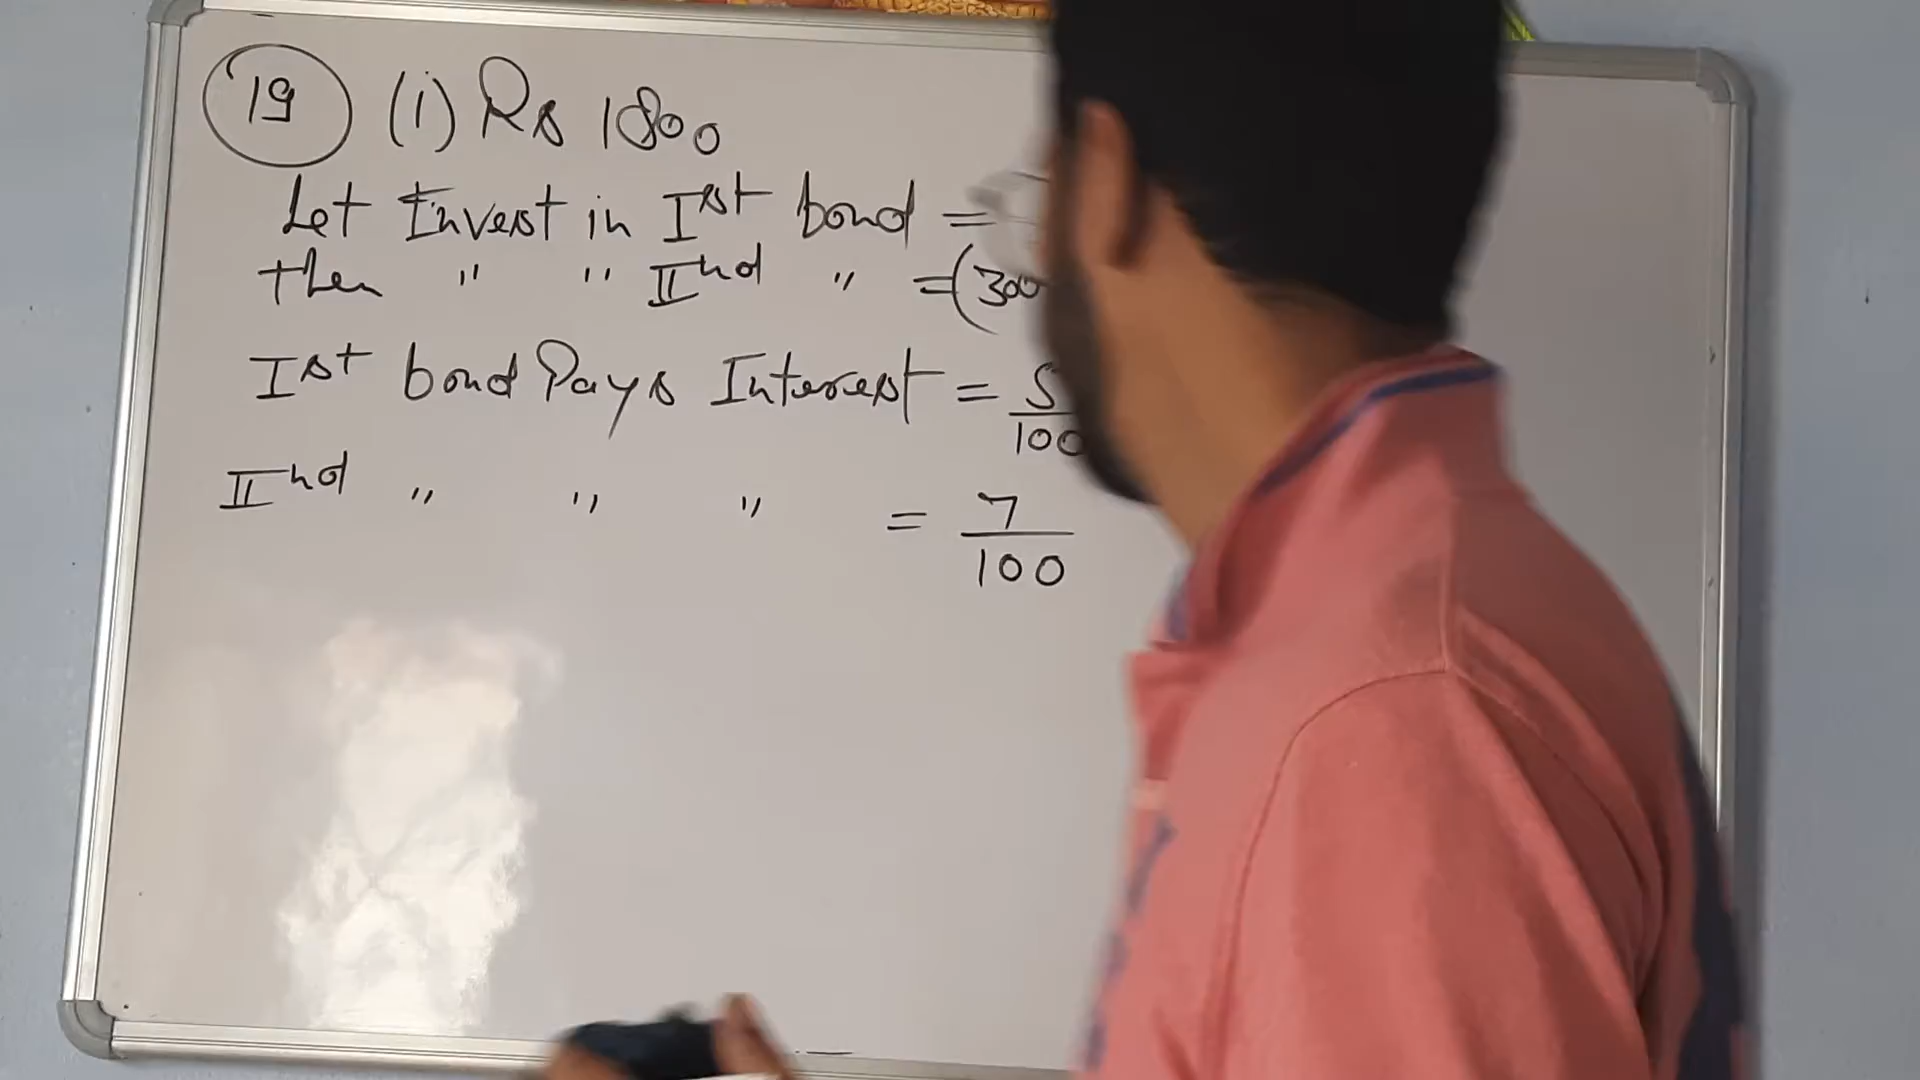 19 (i) Rs 1800
Let Invest in Ist bond =
then " " IInd " = (300
Ist bond Pays Interest = 5/100
IInd " " " = 7/100